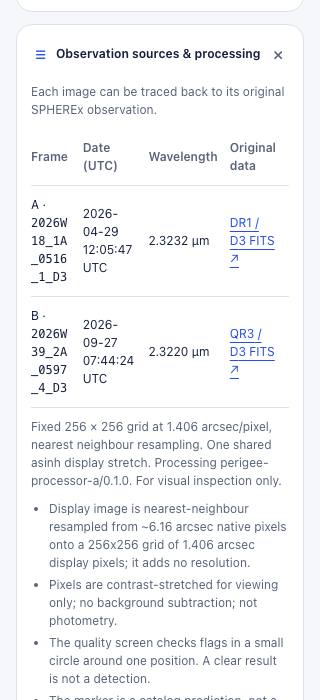 ☰ Observation sources & processing ×
Each image can be traced back to its original
SPHEREx observation.
Frame Date (UTC) Wavelength Original data
A ·
2026W
18_1A
_0516
_1_D3
2026-
04-29
12:05:47
UTC
2.3232 µm
DR1 /
D3 FITS
↗
B ·
2026W
39_2A
_0597
_4_D3
2026-
09-27
07:44:24
UTC
2.3220 µm
QR3 /
D3 FITS
↗
Fixed 256 × 256 grid at 1.406 arcsec/pixel,
nearest neighbour resampling. One shared
asinh display stretch. Processing perigee-
processor-a/0.1.0. For visual inspection only.
• Display image is nearest-neighbour
resampled from ~6.16 arcsec native pixels
onto a 256x256 grid of 1.406 arcsec
display pixels; it adds no resolution.
• Pixels are contrast-stretched for viewing
only; no background subtraction; not
photometry.
• The quality screen checks flags in a small
circle around one position. A clear result
is not a detection.
• The marker is a catalog prediction, not a